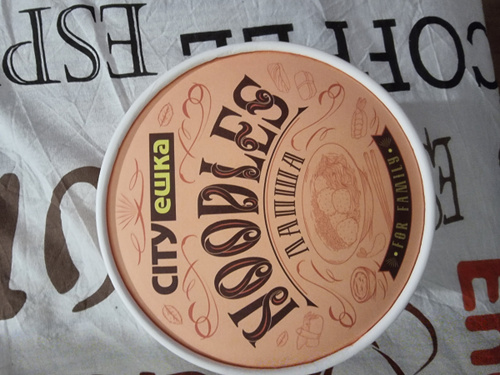 CITY ешка
NOODLES
ЛАПША
• FOR FAMILY •
COFFEE ESP